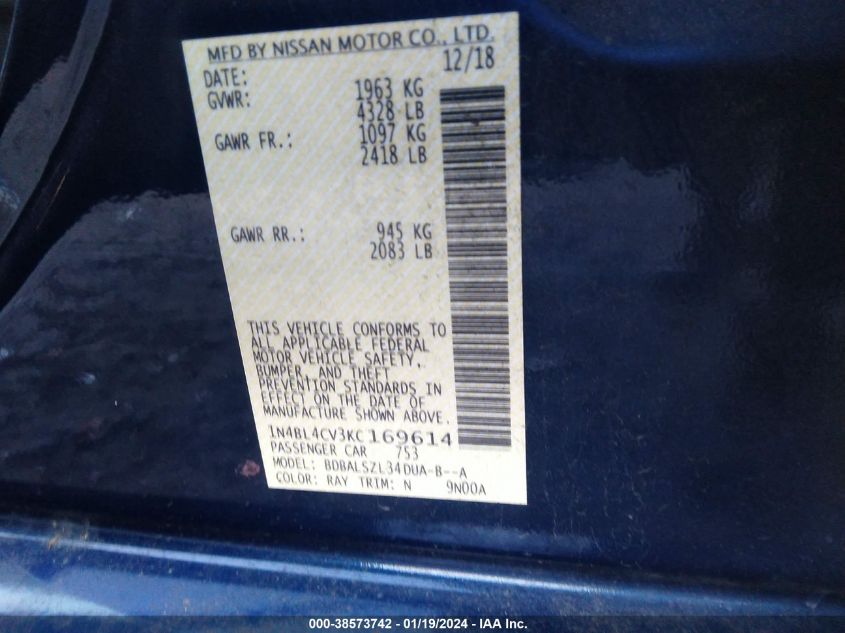 MFD BY NISSAN MOTOR CO., LTD.
DATE: 12/18
GVWR: 1963 KG
4328 LB
GAWR FR.: 1097 KG
2418 LB
GAWR RR.: 945 KG
2083 LB
THIS VEHICLE CONFORMS TO
ALL APPLICABLE FEDERAL
MOTOR VEHICLE SAFETY,
BUMPER, AND THEFT
PREVENTION STANDARDS IN
EFFECT ON THE DATE OF
MANUFACTURE SHOWN ABOVE.
1N4BL4CV3KC169614
PASSENGER CAR 753
MODEL: BDBALSZL34DUA-B--A
COLOR: RAY TRIM: N 9N00A
000-38573742 - 01/19/2024 - IAA Inc.